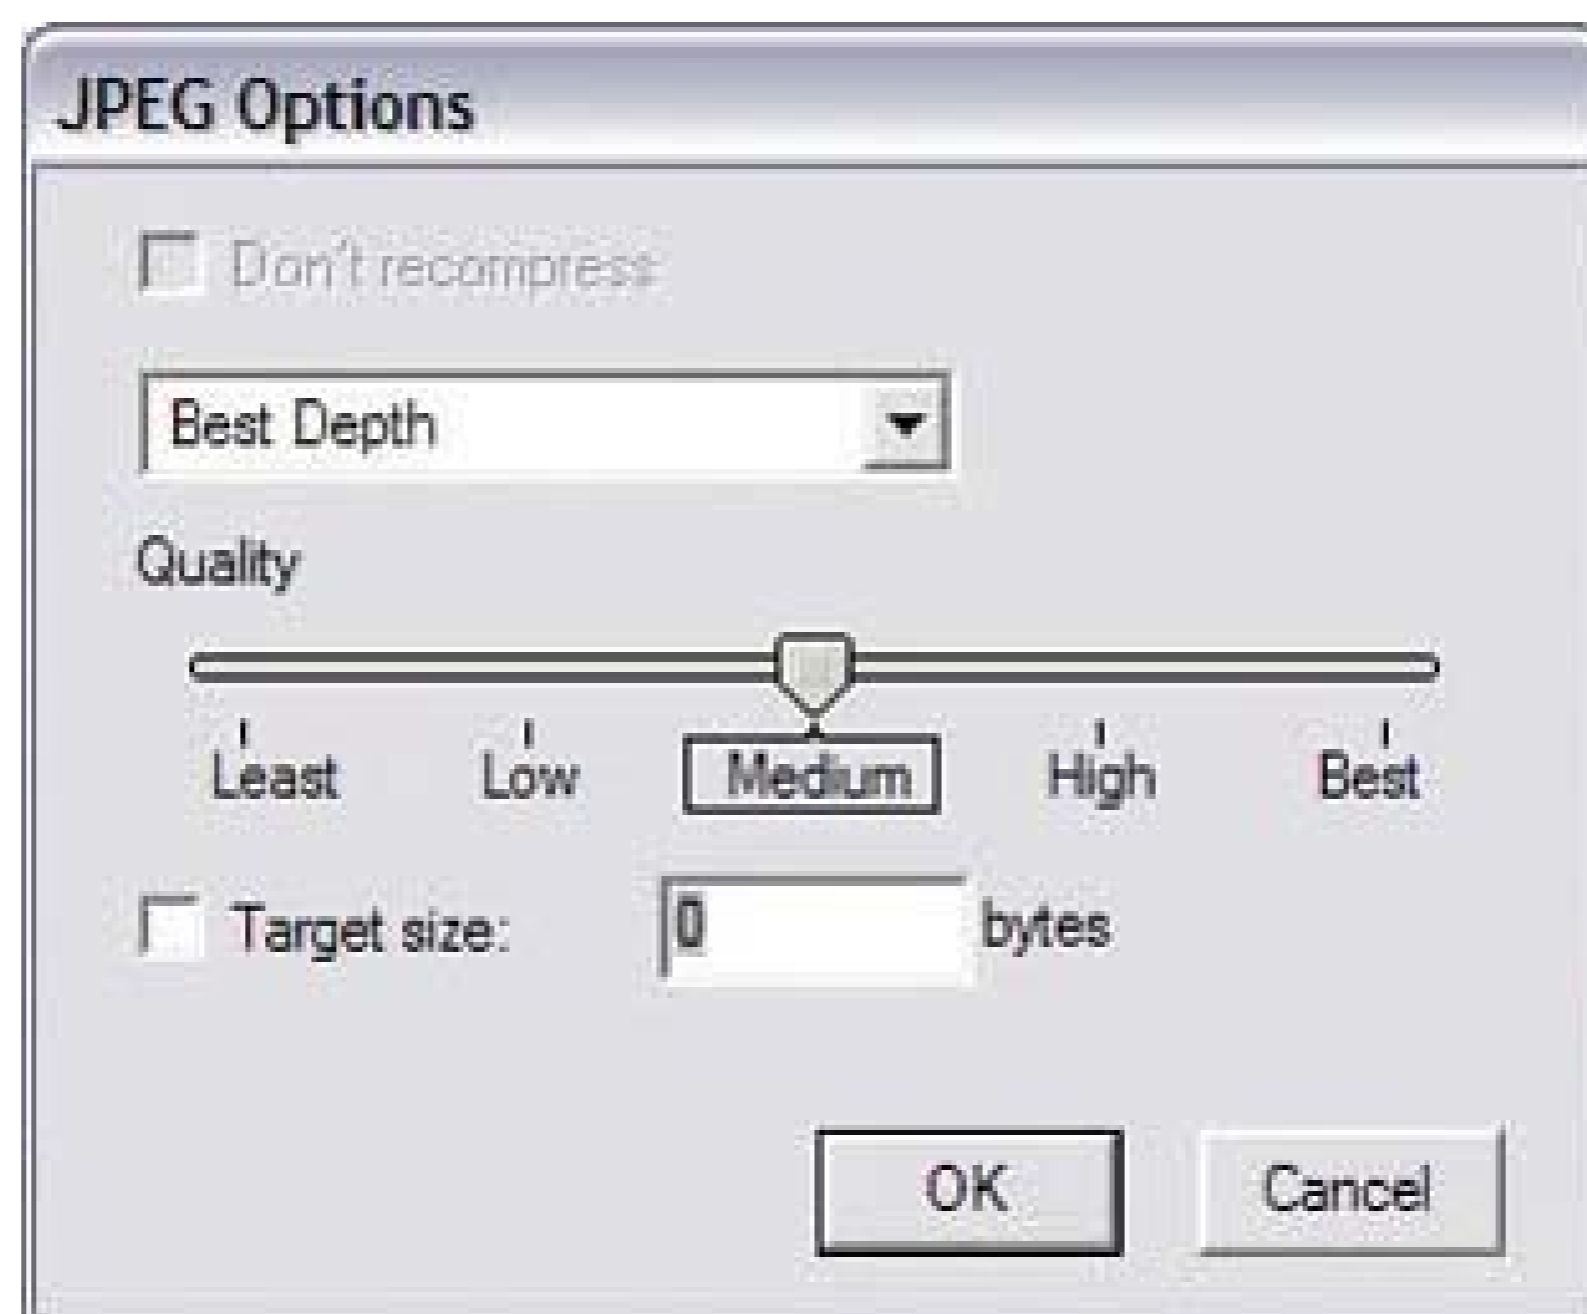 JPEG Options
Don't recompress
Best Depth
Quality
Least Low Medium High Best
Target size: 0 bytes
OK Cancel